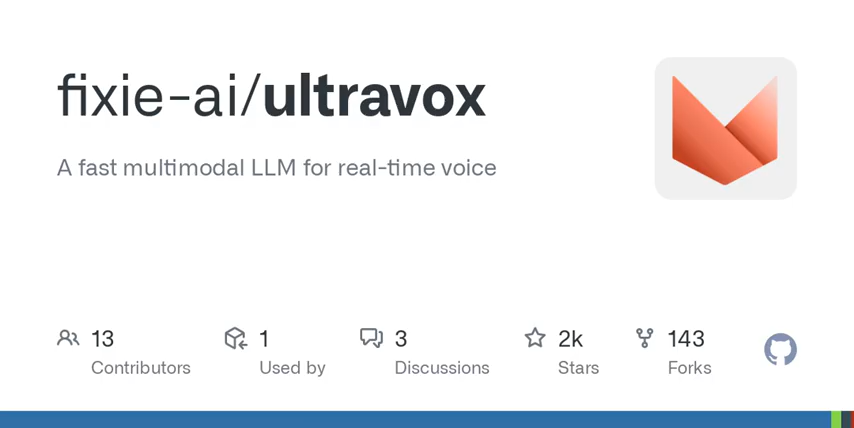 fixie-ai/ultravox
A fast multimodal LLM for real-time voice
13 1 3 2k 143
Contributors Used by Discussions Stars Forks